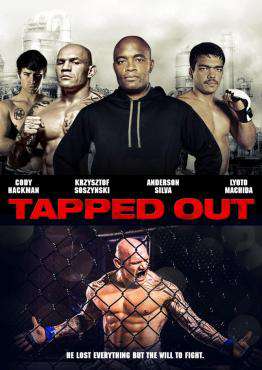 CODY HACKMAN
KRZYSZTOF SOSZYNSKI
ANDERSON SILVA
LYOTO MACHIDA
TAPPED OUT
HE LOST EVERYTHING BUT THE WILL TO FIGHT.